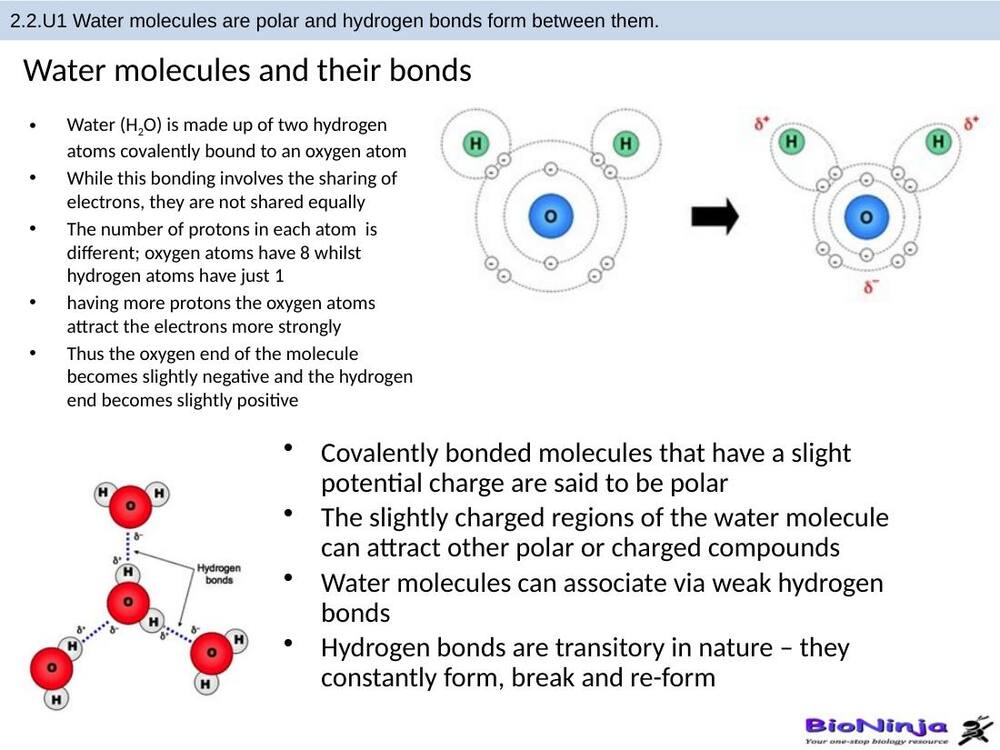 2.2.U1 Water molecules are polar and hydrogen bonds form between them.
Water molecules and their bonds
• Water (H₂O) is made up of two hydrogen
atoms covalently bound to an oxygen atom
• While this bonding involves the sharing of
electrons, they are not shared equally
• The number of protons in each atom  is
different; oxygen atoms have 8 whilst
hydrogen atoms have just 1
• having more protons the oxygen atoms
attract the electrons more strongly
• Thus the oxygen end of the molecule
becomes slightly negative and the hydrogen
end becomes slightly positive
H H
O
δ⁺ δ⁺
H H
O
δ⁻
• Covalently bonded molecules that have a slight
potential charge are said to be polar
• The slightly charged regions of the water molecule
can attract other polar or charged compounds
• Water molecules can associate via weak hydrogen
bonds
• Hydrogen bonds are transitory in nature – they
constantly form, break and re-form
H H
O
δ⁻
δ⁺
H
Hydrogen
bonds
O
H
δ⁺ δ⁻ δ⁺ δ⁻
H H
O O
H H
BioNinja
Your one-stop biology resource